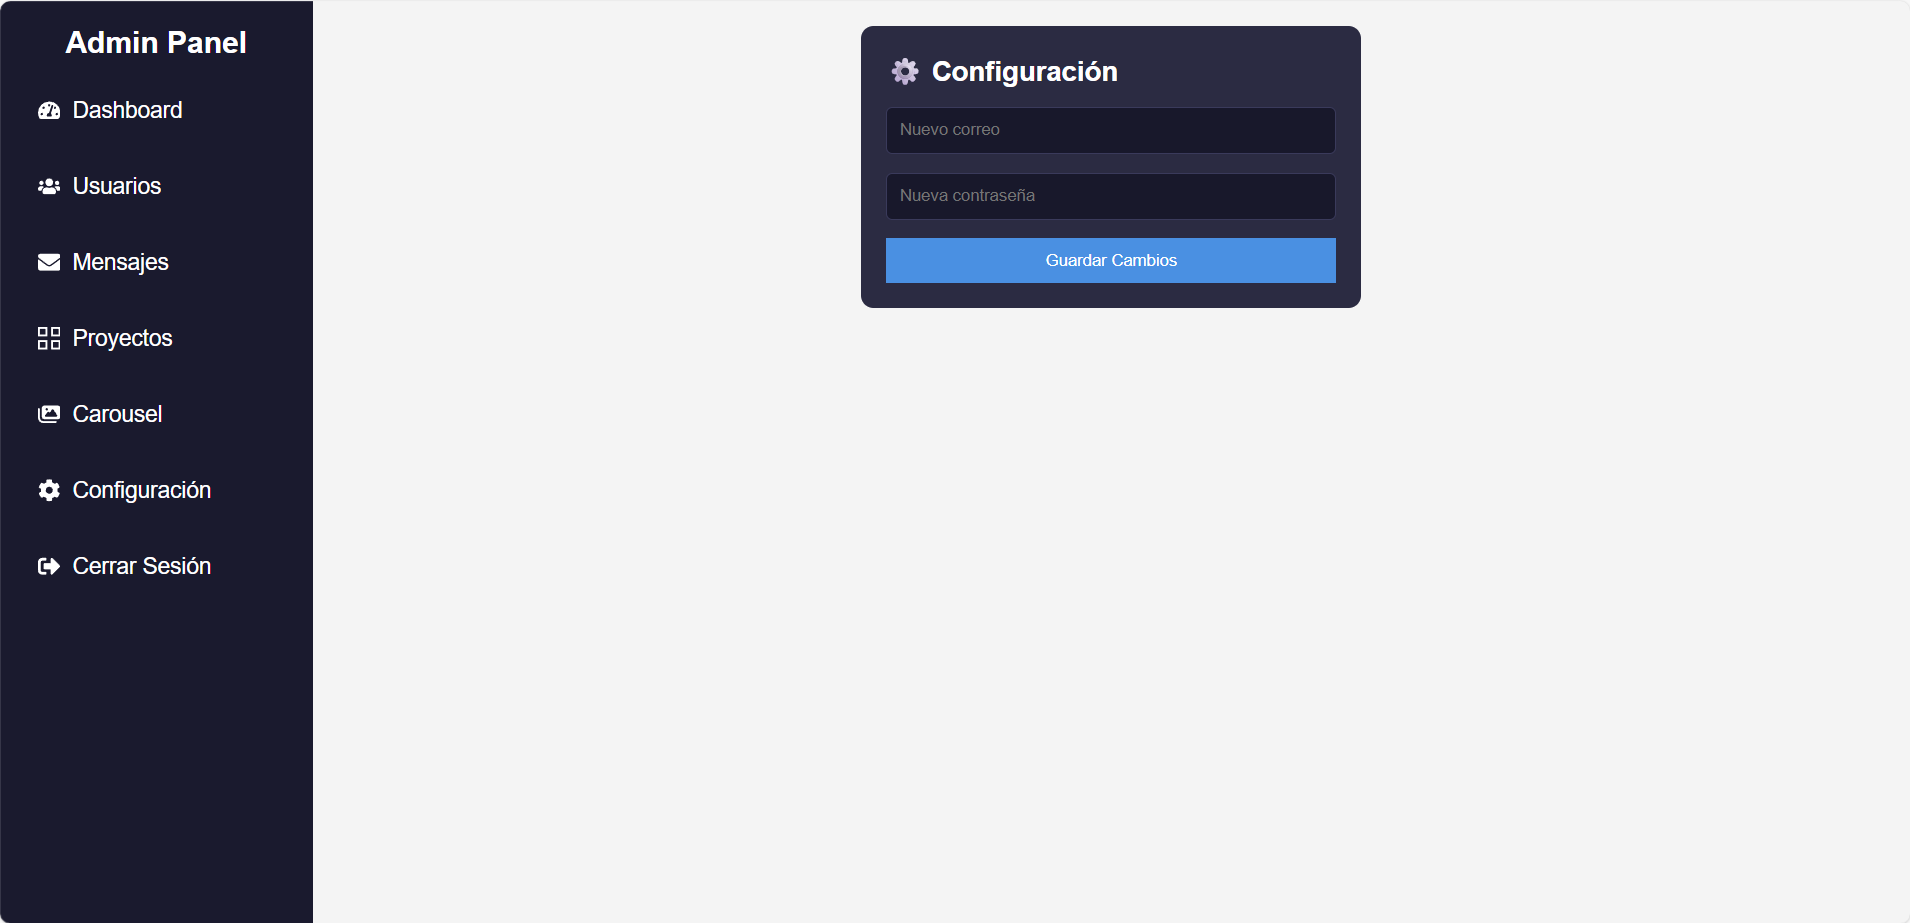 Admin Panel
Dashboard
Usuarios
Mensajes
Proyectos
Carousel
Configuración
Cerrar Sesión
Configuración
Nuevo correo
Nueva contraseña
Guardar Cambios